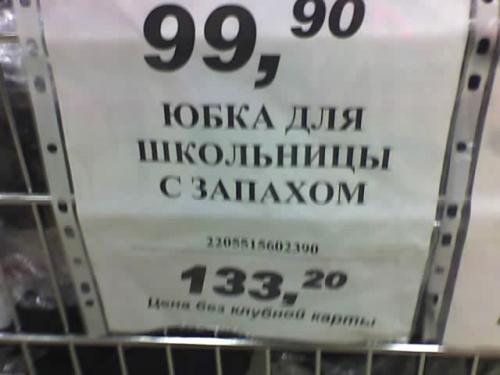 99,90
ЮБКА ДЛЯ
ШКОЛЬНИЦЫ
С ЗАПАХОМ
2205515602390
133,20
Цена без клубной карты